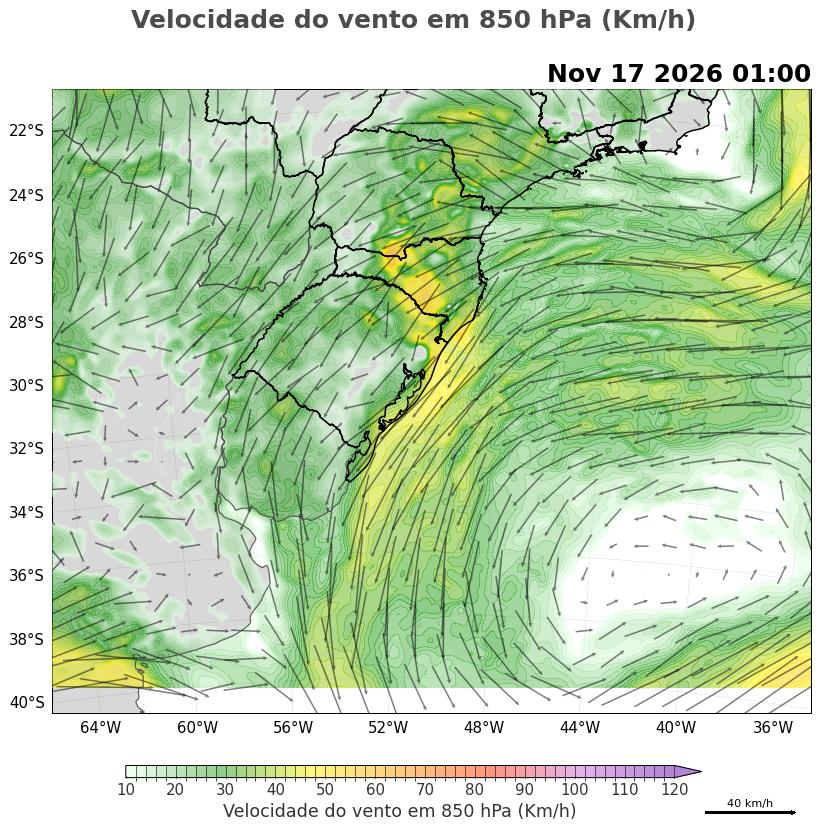 Velocidade do vento em 850 hPa (Km/h)
Nov 17 2026 01:00
22°S
24°S
26°S
28°S
30°S
32°S
34°S
36°S
38°S
40°S
64°W 60°W 56°W 52°W 48°W 44°W 40°W 36°W
10 20 30 40 50 60 70 80 90 100 110 120
Velocidade do vento em 850 hPa (Km/h)
40 km/h